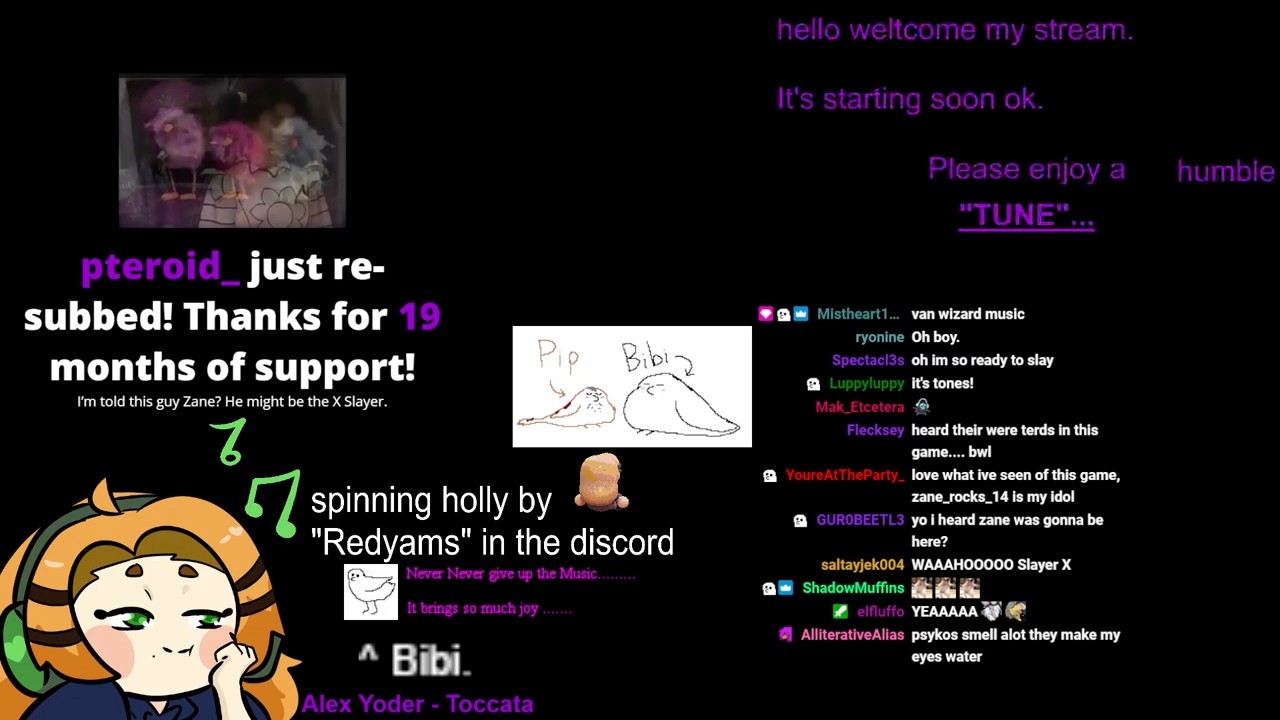 hello weltcome my stream.
It's starting soon ok.
Please enjoy a humble
"TUNE"...
pteroid_ just re-
subbed! Thanks for 19
months of support!
I'm told this guy Zane? He might be the X Slayer.
Pip
Bibi
spinning holly by
"Redyams" in the discord
Never Never give up the Music.........
It brings so much joy .......
^ Bibi.
Alex Yoder - Toccata
Mistheart1... van wizard music
ryonine Oh boy.
Spectacl3s oh im so ready to slay
Luppyluppy it's tones!
Mak_Etcetera
Flecksey heard their were terds in this
game.... bwl
YoureAtTheParty_ love what ive seen of this game,
zane_rocks_14 is my idol
GUR0BEETL3 yo i heard zane was gonna be
here?
saltayjek004 WAAAHOOOOO Slayer X
ShadowMuffins
elfluffo YEAAAAA
AlliterativeAlias psykos smell alot they make my
eyes water